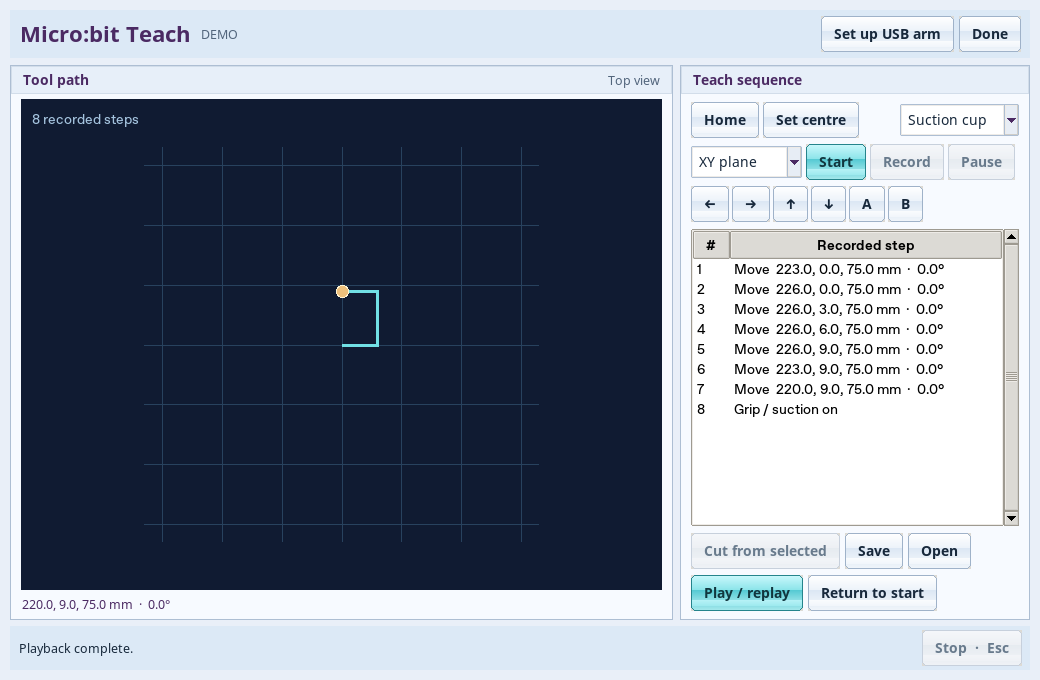 Micro:bit Teach DEMO
Set up USB arm
Done
Tool path
Top view
8 recorded steps
220.0, 9.0, 75.0 mm · 0.0°
Teach sequence
Home
Set centre
Suction cup
XY plane
Start
Record
Pause
← → ↑ ↓ A B
# Recorded step
1 Move 223.0, 0.0, 75.0 mm · 0.0°
2 Move 226.0, 0.0, 75.0 mm · 0.0°
3 Move 226.0, 3.0, 75.0 mm · 0.0°
4 Move 226.0, 6.0, 75.0 mm · 0.0°
5 Move 226.0, 9.0, 75.0 mm · 0.0°
6 Move 223.0, 9.0, 75.0 mm · 0.0°
7 Move 220.0, 9.0, 75.0 mm · 0.0°
8 Grip / suction on
Cut from selected
Save
Open
Play / replay
Return to start
Playback complete.
Stop · Esc